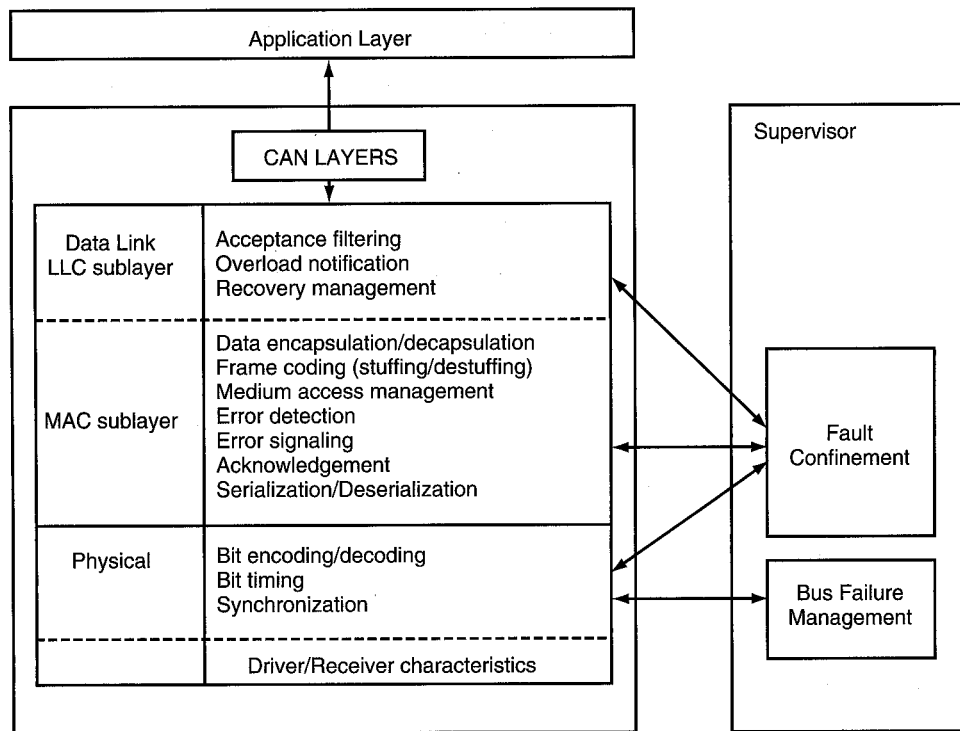 Application Layer
CAN LAYERS
Supervisor
Data Link
LLC sublayer
Acceptance filtering
Overload notification
Recovery management
MAC sublayer
Data encapsulation/decapsulation
Frame coding (stuffing/destuffing)
Medium access management
Error detection
Error signaling
Acknowledgement
Serialization/Deserialization
Fault
Confinement
Physical
Bit encoding/decoding
Bit timing
Synchronization
Bus Failure
Management
Driver/Receiver characteristics